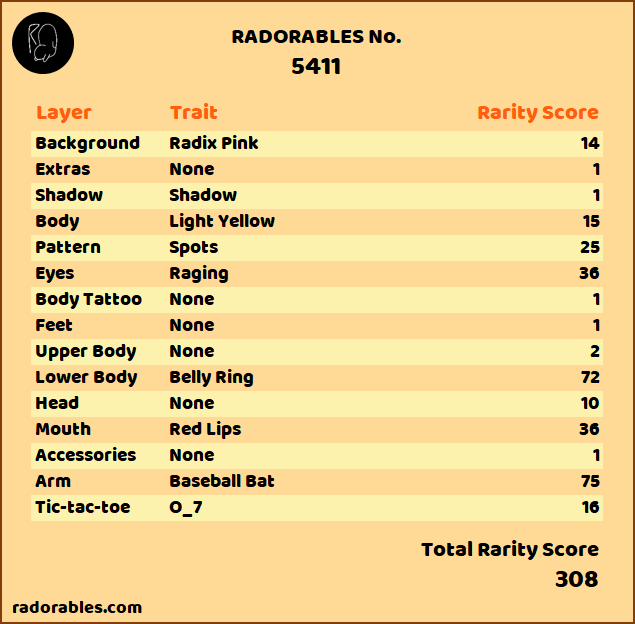 RADORABLES No.
5411
Layer Trait Rarity Score
Background Radix Pink 14
Extras None 1
Shadow Shadow 1
Body Light Yellow 15
Pattern Spots 25
Eyes Raging 36
Body Tattoo None 1
Feet None 1
Upper Body None 2
Lower Body Belly Ring 72
Head None 10
Mouth Red Lips 36
Accessories None 1
Arm Baseball Bat 75
Tic-tac-toe O_7 16
Total Rarity Score
308
radorables.com